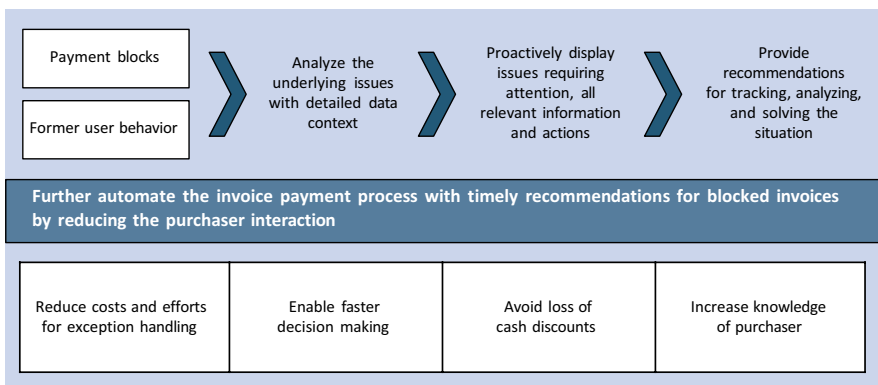 Payment blocks
Former user behavior
Analyze the
underlying issues
with detailed data
context
Proactively display
issues requiring
attention, all
relevant information
and actions
Provide
recommendations
for tracking, analyzing,
and solving the
situation
Further automate the invoice payment process with timely recommendations for blocked invoices
by reducing the purchaser interaction
Reduce costs and efforts
for exception handling
Enable faster
decision making
Avoid loss of
cash discounts
Increase knowledge
of purchaser